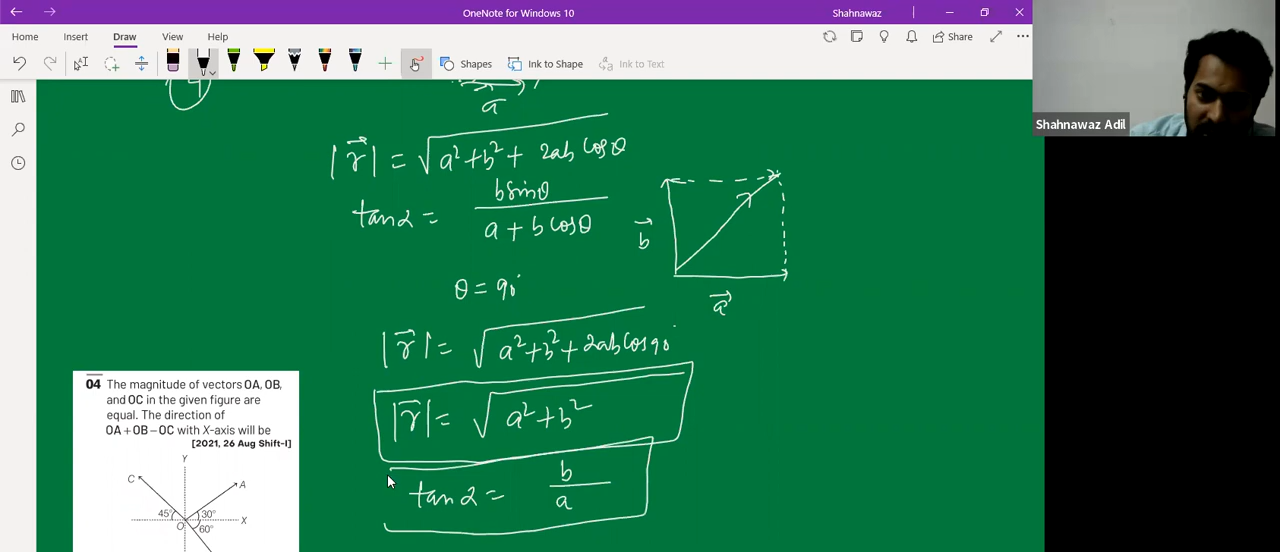 OneNote for Windows 10
Shahnawaz
Home Insert Draw View Help
Share
Shapes Ink to Shape Ink to Text
Shahnawaz Adil
4
a⃗
|r⃗| = √a²+b²+ 2ab cosθ
tanα = bsinθ / a + b cosθ
b⃗
a⃗
θ = 90°
|r⃗| = √a²+b²+2ab cos90°
|r⃗| = √a²+b²
tanα = b / a
04 The magnitude of vectors OA, OB,
and OC in the given figure are
equal. The direction of
OA + OB − OC with X-axis will be
[2021, 26 Aug Shift-I]
Y
C A
45° 30° X
O 60°